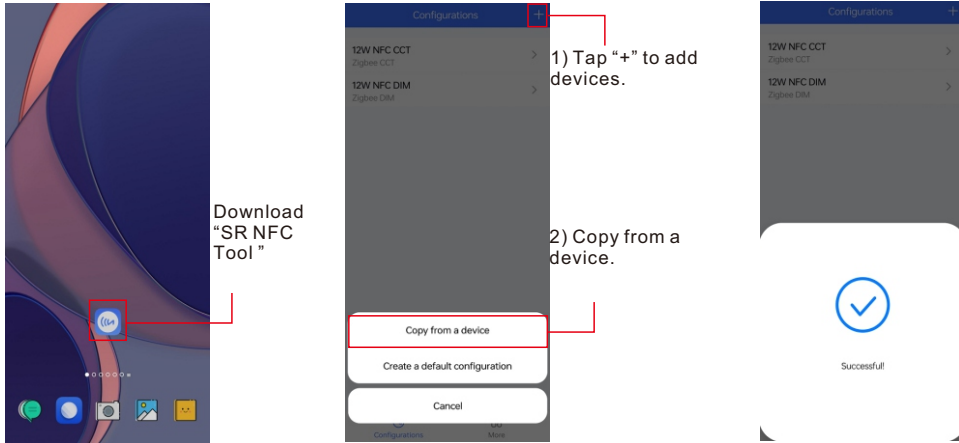 Download
“SR NFC
Tool ”
Configurations +
12W NFC CCT
Zigbee CCT
12W NFC DIM
Zigbee DIM
Copy from a device
Create a default configuration
Cancel
Configurations
More
1) Tap “+” to add
devices.
2) Copy from a
device.
Configurations +
12W NFC CCT
Zigbee CCT
12W NFC DIM
Zigbee DIM
Successful!